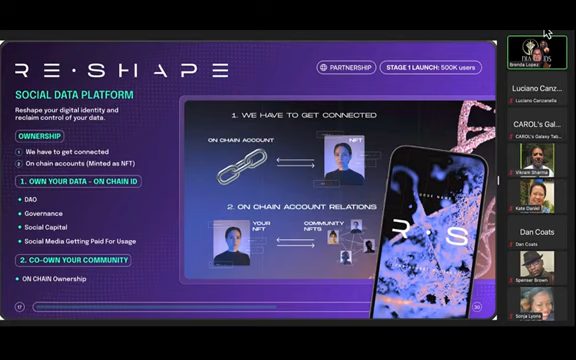 RE·SHAPE
PARTNERSHIP
STAGE 1 LAUNCH: 500K users
SOCIAL DATA PLATFORM
Reshape your digital identity and
reclaim control of your data.
OWNERSHIP
1 We have to get connected
2 On chain accounts (Minted as NFT)
1. OWN YOUR DATA - ON CHAIN ID
DAO
Governance
Social Capital
Social Media Getting Paid For Usage
2. CO-OWN YOUR COMMUNITY
ON CHAIN Ownership
1. WE HAVE TO GET CONNECTED
ON CHAIN ACCOUNT
NFT
2. ON CHAIN ACCOUNT RELATIONS
YOUR
NFT
COMMUNITY
NFTS
R·S
17
30
Brenda Lopez
Luciano Canz...
Luciano Canzanella
CAROL's Gal...
CAROL's Galaxy Tab...
Vikram Sharma
Kate Daniel
Dan Coats
Dan Coats
Spenser Brown
Sonja Lyons